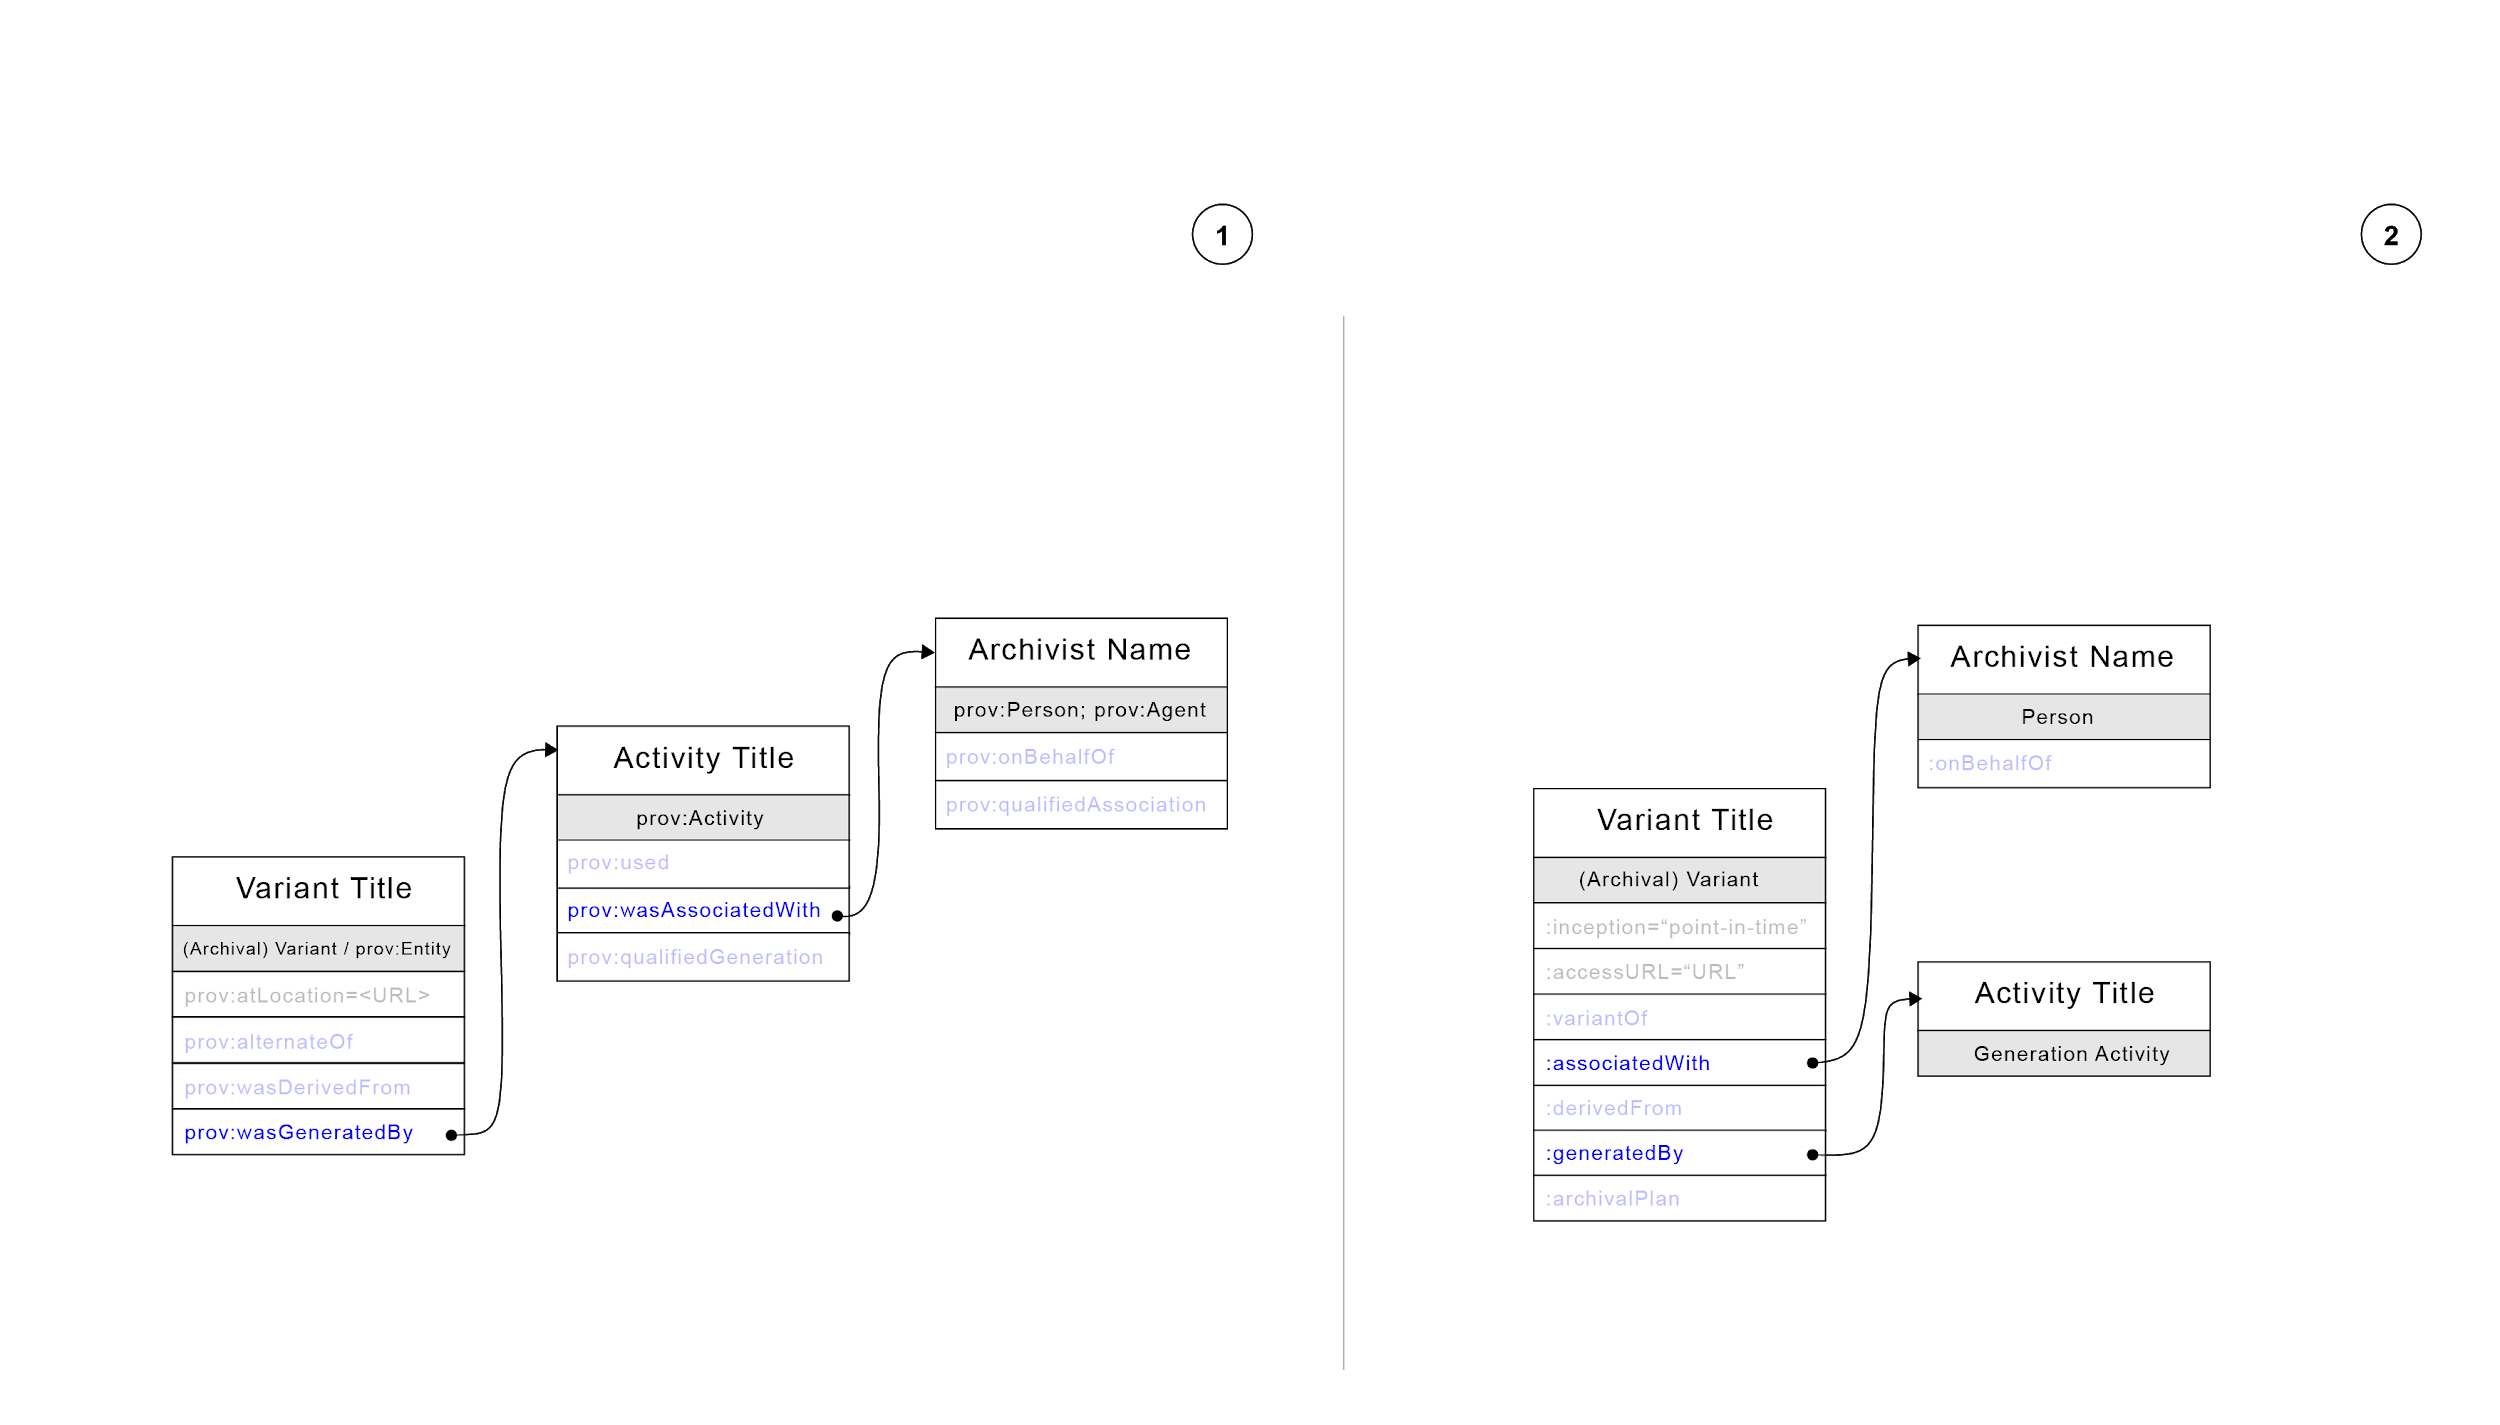 1
Variant Title
(Archival) Variant / prov:Entity
prov:atLocation=<URL>
prov:alternateOf
prov:wasDerivedFrom
prov:wasGeneratedBy
Activity Title
prov:Activity
prov:used
prov:wasAssociatedWith
prov:qualifiedGeneration
Archivist Name
prov:Person; prov:Agent
prov:onBehalfOf
prov:qualifiedAssociation
2
Variant Title
(Archival) Variant
:inception=“point-in-time”
:accessURL=“URL”
:variantOf
:associatedWith
:derivedFrom
:generatedBy
:archivalPlan
Archivist Name
Person
:onBehalfOf
Activity Title
Generation Activity